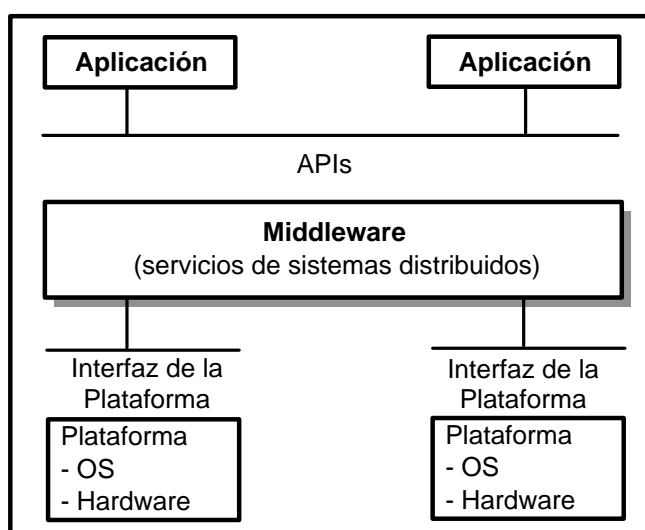 Aplicación
Aplicación
APIs
Middleware
(servicios de sistemas distribuidos)
Interfaz de la
Plataforma
Interfaz de la
Plataforma
Plataforma
- OS
- Hardware
Plataforma
- OS
- Hardware